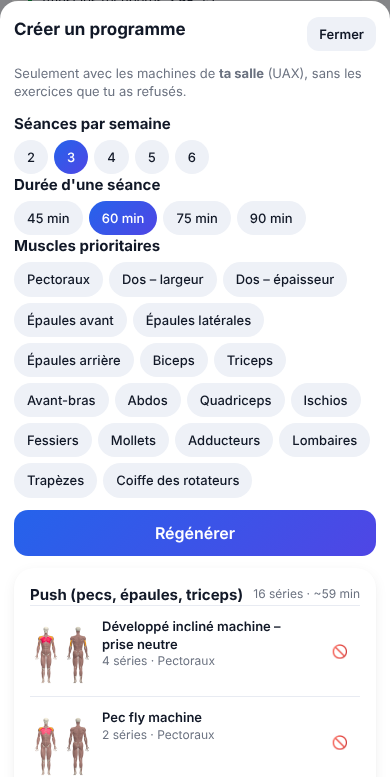 Créer un programme
Fermer
Seulement avec les machines de ta salle (UAX), sans les
exercices que tu as refusés.
Séances par semaine
2 3 4 5 6
Durée d'une séance
45 min 60 min 75 min 90 min
Muscles prioritaires
Pectoraux Dos – largeur Dos – épaisseur
Épaules avant Épaules latérales
Épaules arrière Biceps Triceps
Avant-bras Abdos Quadriceps Ischios
Fessiers Mollets Adducteurs Lombaires
Trapèzes Coiffe des rotateurs
Régénérer
Push (pecs, épaules, triceps) 16 séries · ~59 min
Développé incliné machine –
prise neutre
4 séries · Pectoraux
Pec fly machine
2 séries · Pectoraux